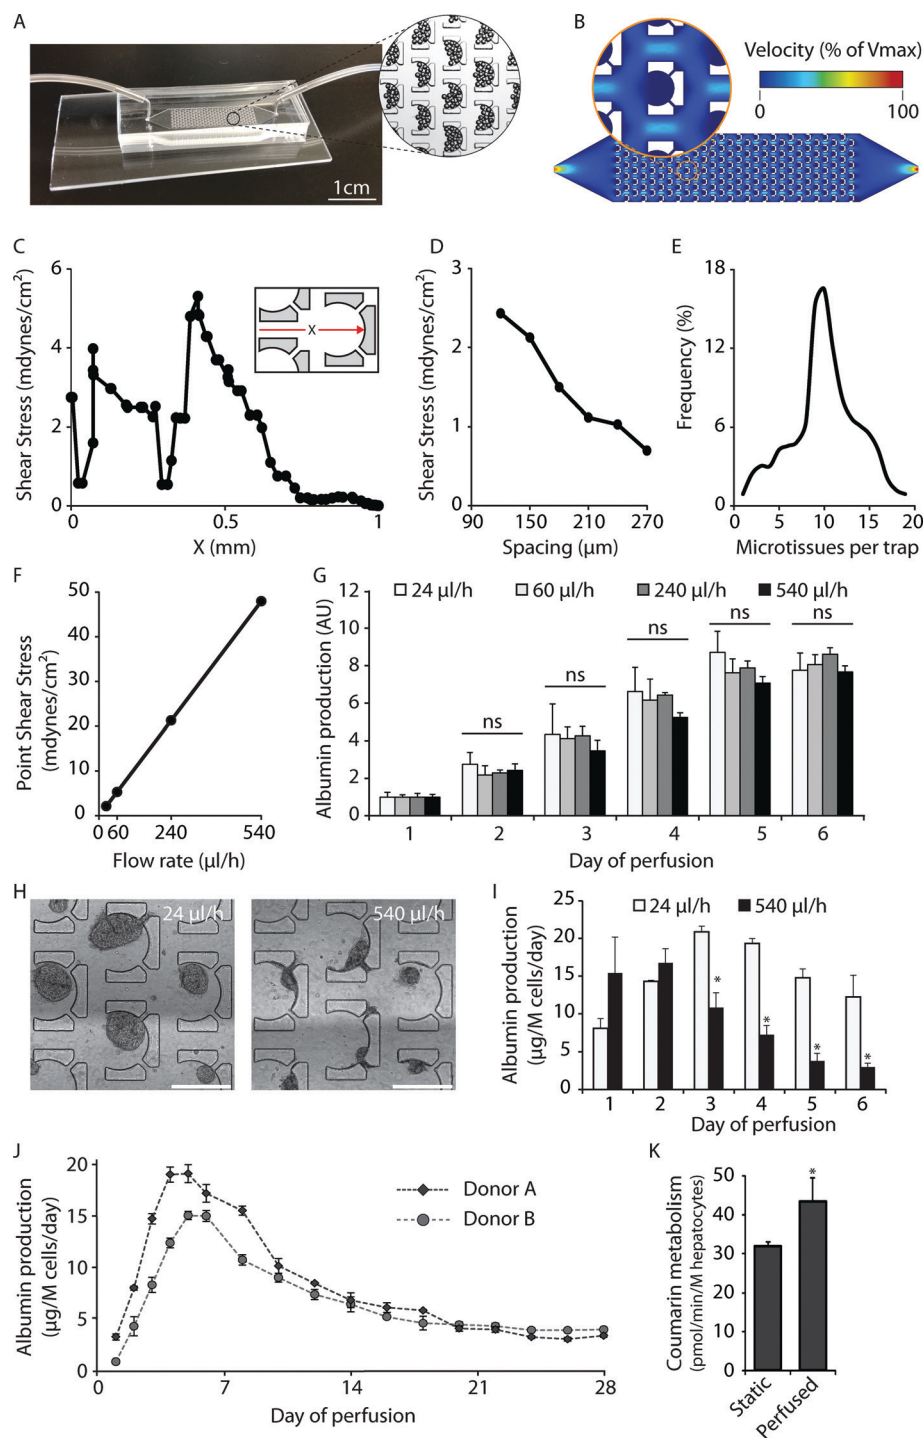 A
1cm
B
Velocity (% of Vmax)
0
100
C
Shear Stress (mdynes/cm²)
6
4
2
0
X
0
0.5
1
X (mm)
D
Shear Stress (mdynes/cm²)
3
2
1
0
90
150
210
270
Spacing (µm)
E
Frequency (%)
18
12
6
0
0
5
10
15
20
Microtissues per trap
F
Point Shear Stress
(mdynes/cm²)
50
40
30
20
10
0
0 60
240
540
Flow rate (µl/h)
G
Albumin production (AU)
24 µl/h
60 µl/h
240 µl/h
540 µl/h
12
10
8
6
4
2
0
ns
ns
ns
ns
ns
1
2
3
4
5
6
Day of perfusion
H
24 µl/h
540 µl/h
I
Albumin production
(µg/M cells/day)
25
20
15
10
5
0
24 µl/h
540 µl/h
*
*
*
*
1
2
3
4
5
6
Day of perfusion
J
Albumin production
(µg/M cells/day)
20
15
10
5
0
Donor A
Donor B
0
7
14
21
28
Day of perfusion
K
Coumarin metabolism
(pmol/min/M hepatocytes)
50
40
30
20
10
0
*
Static
Perfused